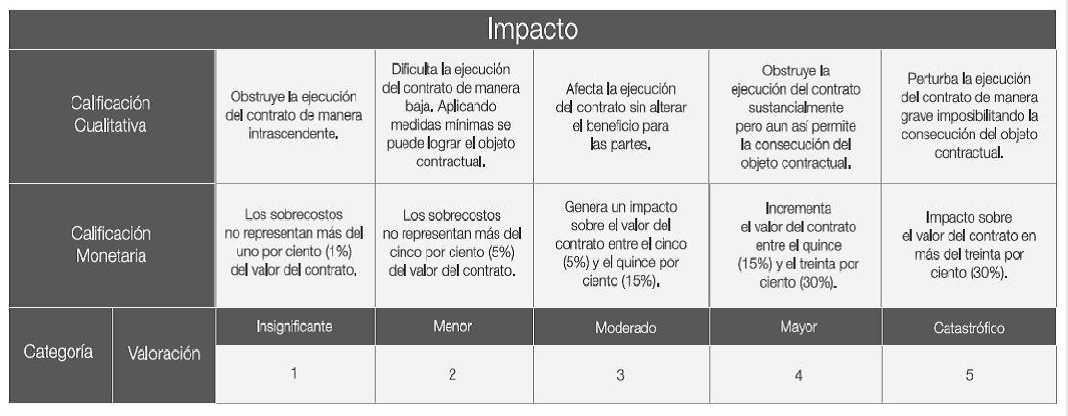 Impacto
Calificación
Cualitativa
Obstruye la ejecución
del contrato de manera
intrascendente.
Dificulta la ejecución
del contrato de manera
baja. Aplicando
medidas mínimas se
puede lograr el objeto
contractual.
Afecta la ejecución
del contrato sin alterar
el beneficio para
las partes.
Obstruye la
ejecución del contrato
sustancialmente
pero aun así permite
la consecución del
objeto contractual.
Perturba la ejecución
del contrato de manera
grave imposibilitando la
consecución del objeto
contractual.
Calificación
Monetaria
Los sobrecostos
no representan más del
uno por ciento (1%)
del valor del contrato.
Los sobrecostos
no representan más del
cinco por ciento (5%)
del valor del contrato.
Genera un impacto
sobre el valor del
contrato entre el cinco
(5%) y el quince por
ciento (15%).
Incrementa
el valor del contrato
entre el quince
(15%) y el treinta por
ciento (30%).
Impacto sobre
el valor del contrato en
más del treinta por
ciento (30%).
Categoría
Valoración
Insignificante
Menor
Moderado
Mayor
Catastrófico
1
2
3
4
5